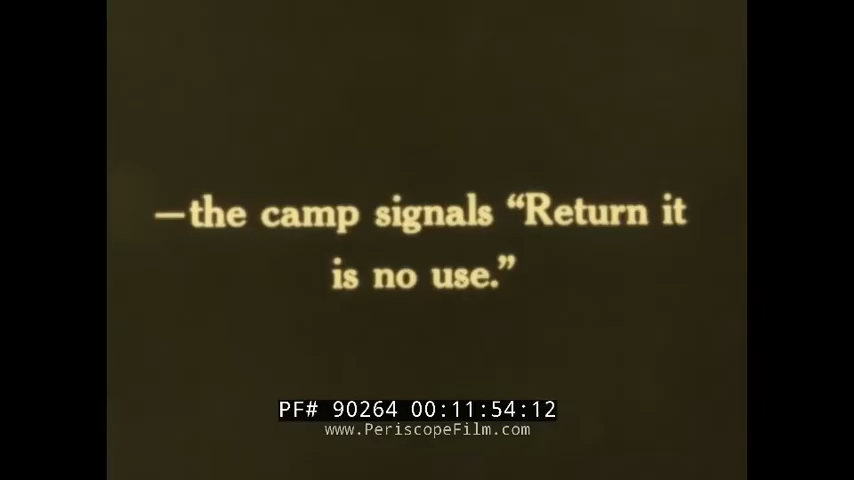 —the camp signals “Return it
is no use.”
PF# 90264 00:11:54:12
www.PeriscopeFilm.com